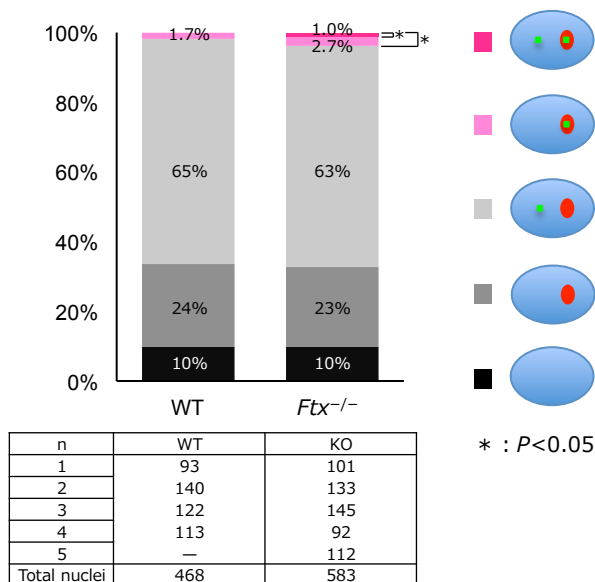 100%
80%
60%
40%
20%
0%
1.7%
65%
24%
10%
1.0%
2.7%
63%
23%
10%
*
*
WT
Ftx−/−
* : P<0.05
n WT KO
1 93 101
2 140 133
3 122 145
4 113 92
5 — 112
Total nuclei 468 583